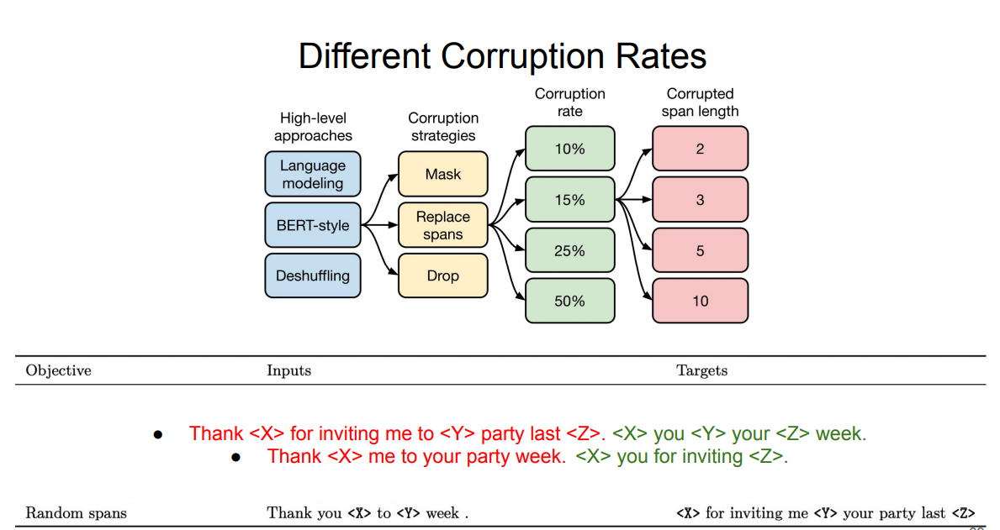 Different Corruption Rates
High-level
approaches
Language
modeling
BERT-style
Deshuffling
Corruption
strategies
Mask
Replace
spans
Drop
Corruption
rate
10%
15%
25%
50%
Corrupted
span length
2
3
5
10
Objective Inputs Targets
● Thank <X> for inviting me to <Y> party last <Z>. <X> you <Y> your <Z> week.
● Thank <X> me to your party week. <X> you for inviting <Z>.
Random spans Thank you <X> to <Y> week . <X> for inviting me <Y> your party last <Z>